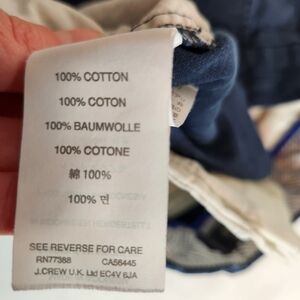 100% COTTON
100% COTON
100% BAUMWOLLE
100% COTONE
綿 100%
100% 면
SEE REVERSE FOR CARE
RN77388 CA56445
J.CREW U.K. Ltd EC4V 6JA